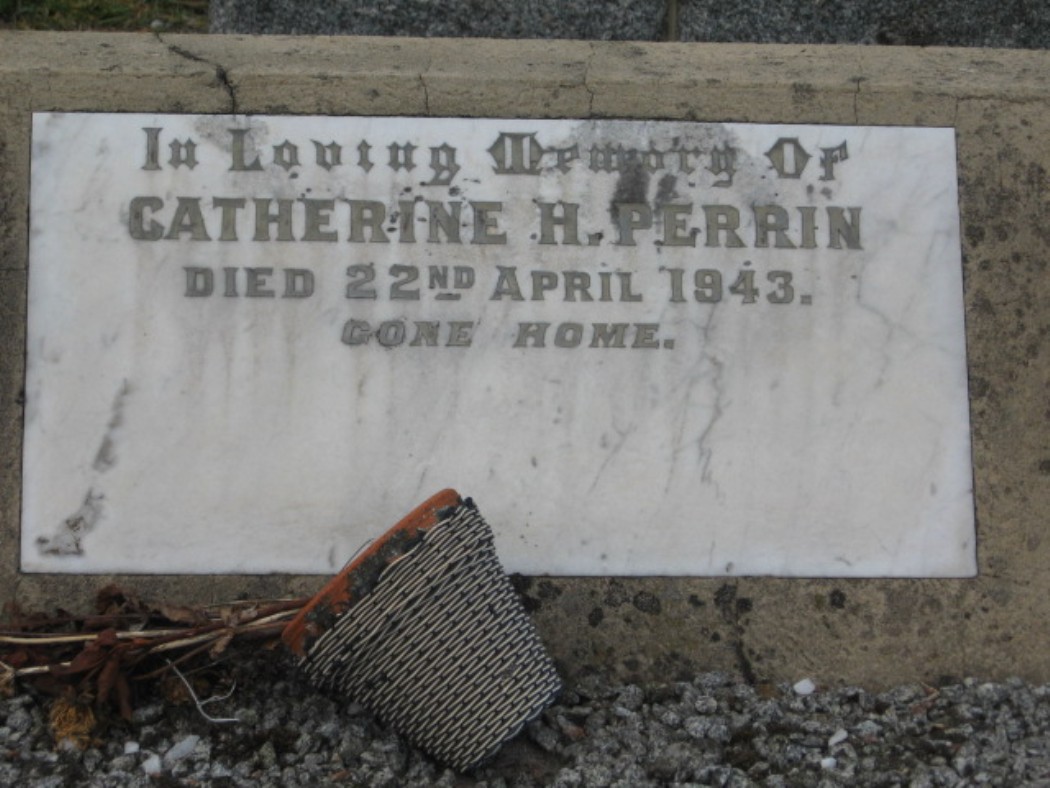 In Loving Memory Of
CATHERINE H. PERRIN
DIED 22ND APRIL 1943.
GONE HOME.